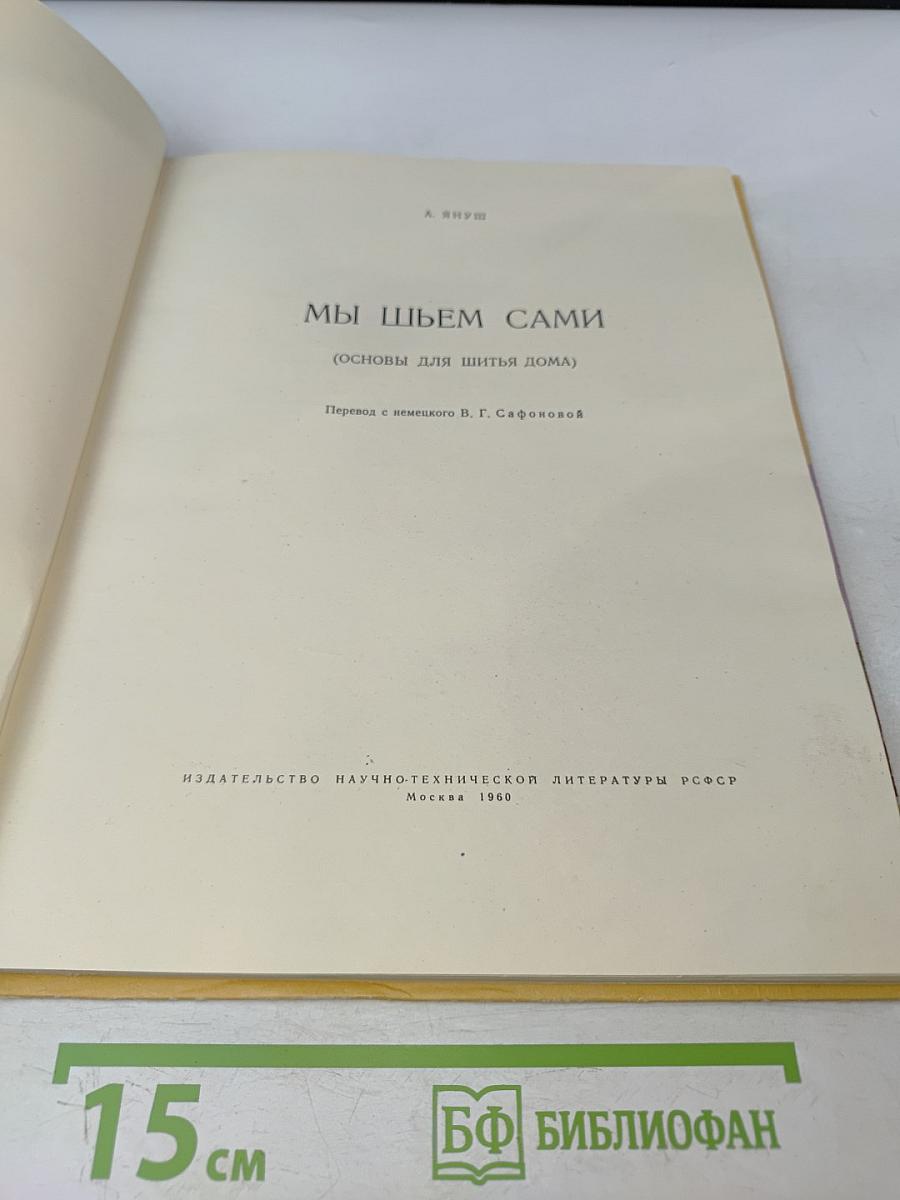 А. ЯНУШ
МЫ ШЬЕМ САМИ
(ОСНОВЫ ДЛЯ ШИТЬЯ ДОМА)
Перевод с немецкого В. Г. Сафоновой
ИЗДАТЕЛЬСТВО НАУЧНО-ТЕХНИЧЕСКОЙ ЛИТЕРАТУРЫ РСФСР
Москва 1960
15 см
БФ БИБЛИОФАН